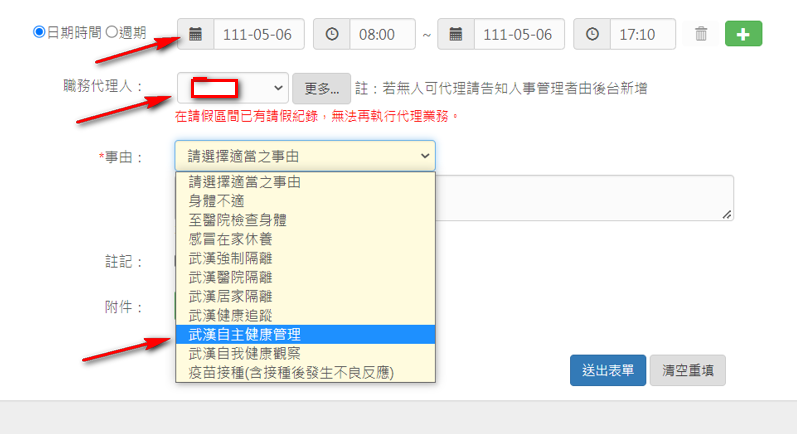 日期時間 週期 111-05-06 08:00 ~ 111-05-06 17:10
職務代理人： 更多... 註：若無人可代理請告知人事管理者由後台新增
在請假區間已有請假紀錄，無法再執行代理業務。
*事由： 請選擇適當之事由
請選擇適當之事由
身體不適
至醫院檢查身體
感冒在家休養
武漢強制隔離
註記：
武漢醫院隔離
武漢居家隔離
附件：
武漢健康追蹤
武漢自主健康管理
武漢自我健康觀察
疫苗接種(含接種後發生不良反應)
送出表單 清空重填